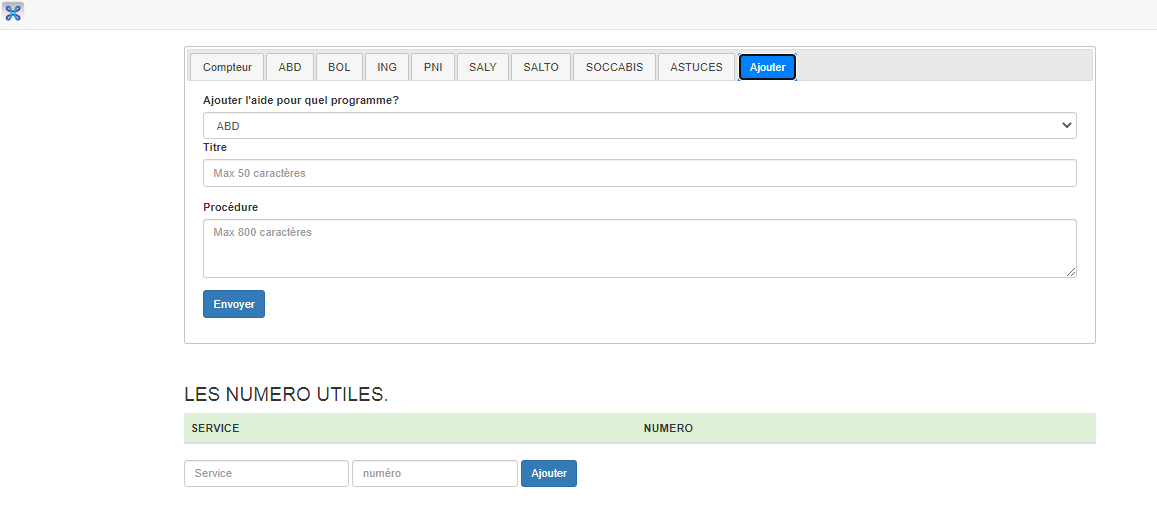 Compteur ABD BOL ING PNI SALY SALTO SOCCABIS ASTUCES Ajouter
Ajouter l'aide pour quel programme?
ABD
Titre
Max 50 caractères
Procédure
Max 800 caractères
Envoyer
LES NUMERO UTILES.
SERVICE NUMERO
Service numéro Ajouter